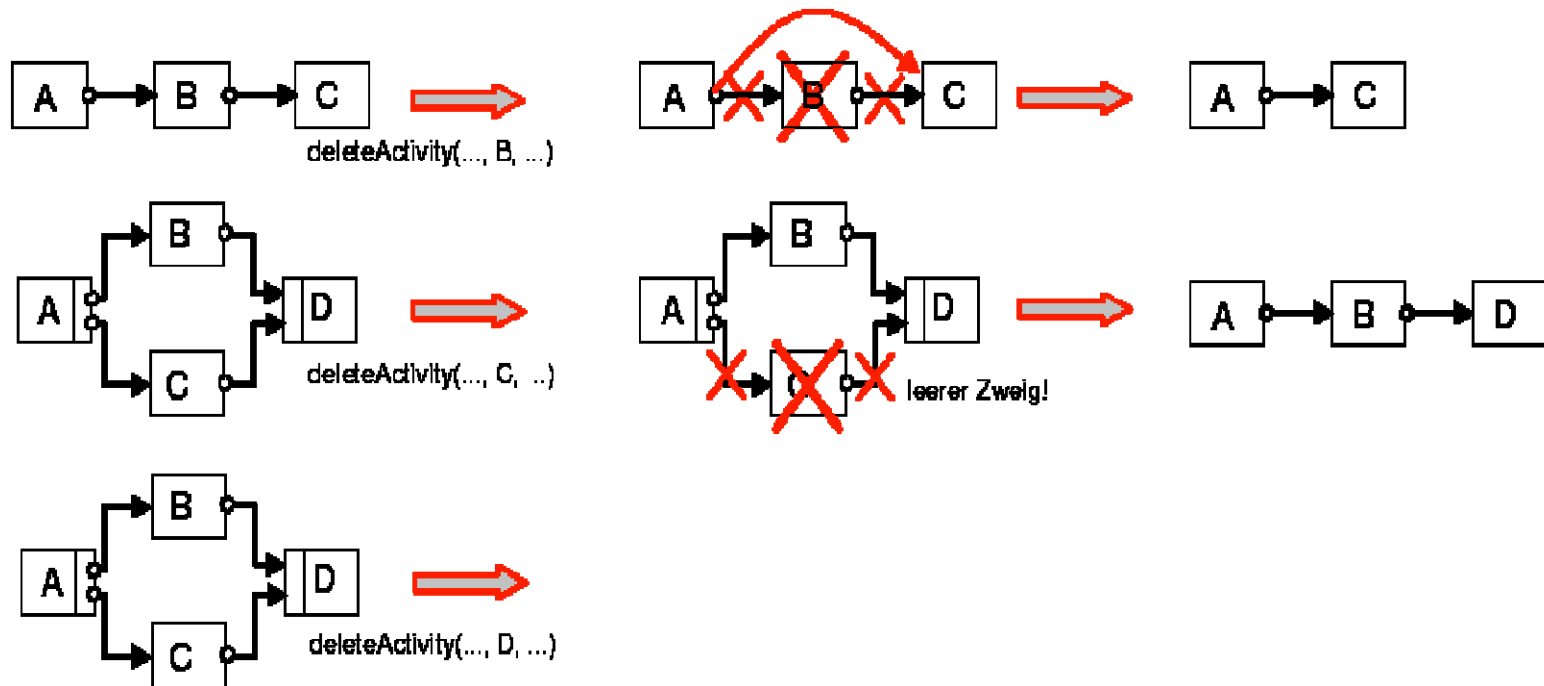 A B C
deleteActivity(..., B, ...)
A B C
A C
B
A D
C
deleteActivity(..., C, ..)
B
A D
C
leerer Zweig!
A B D
B
A D
C
deleteActivity(..., D, ...)